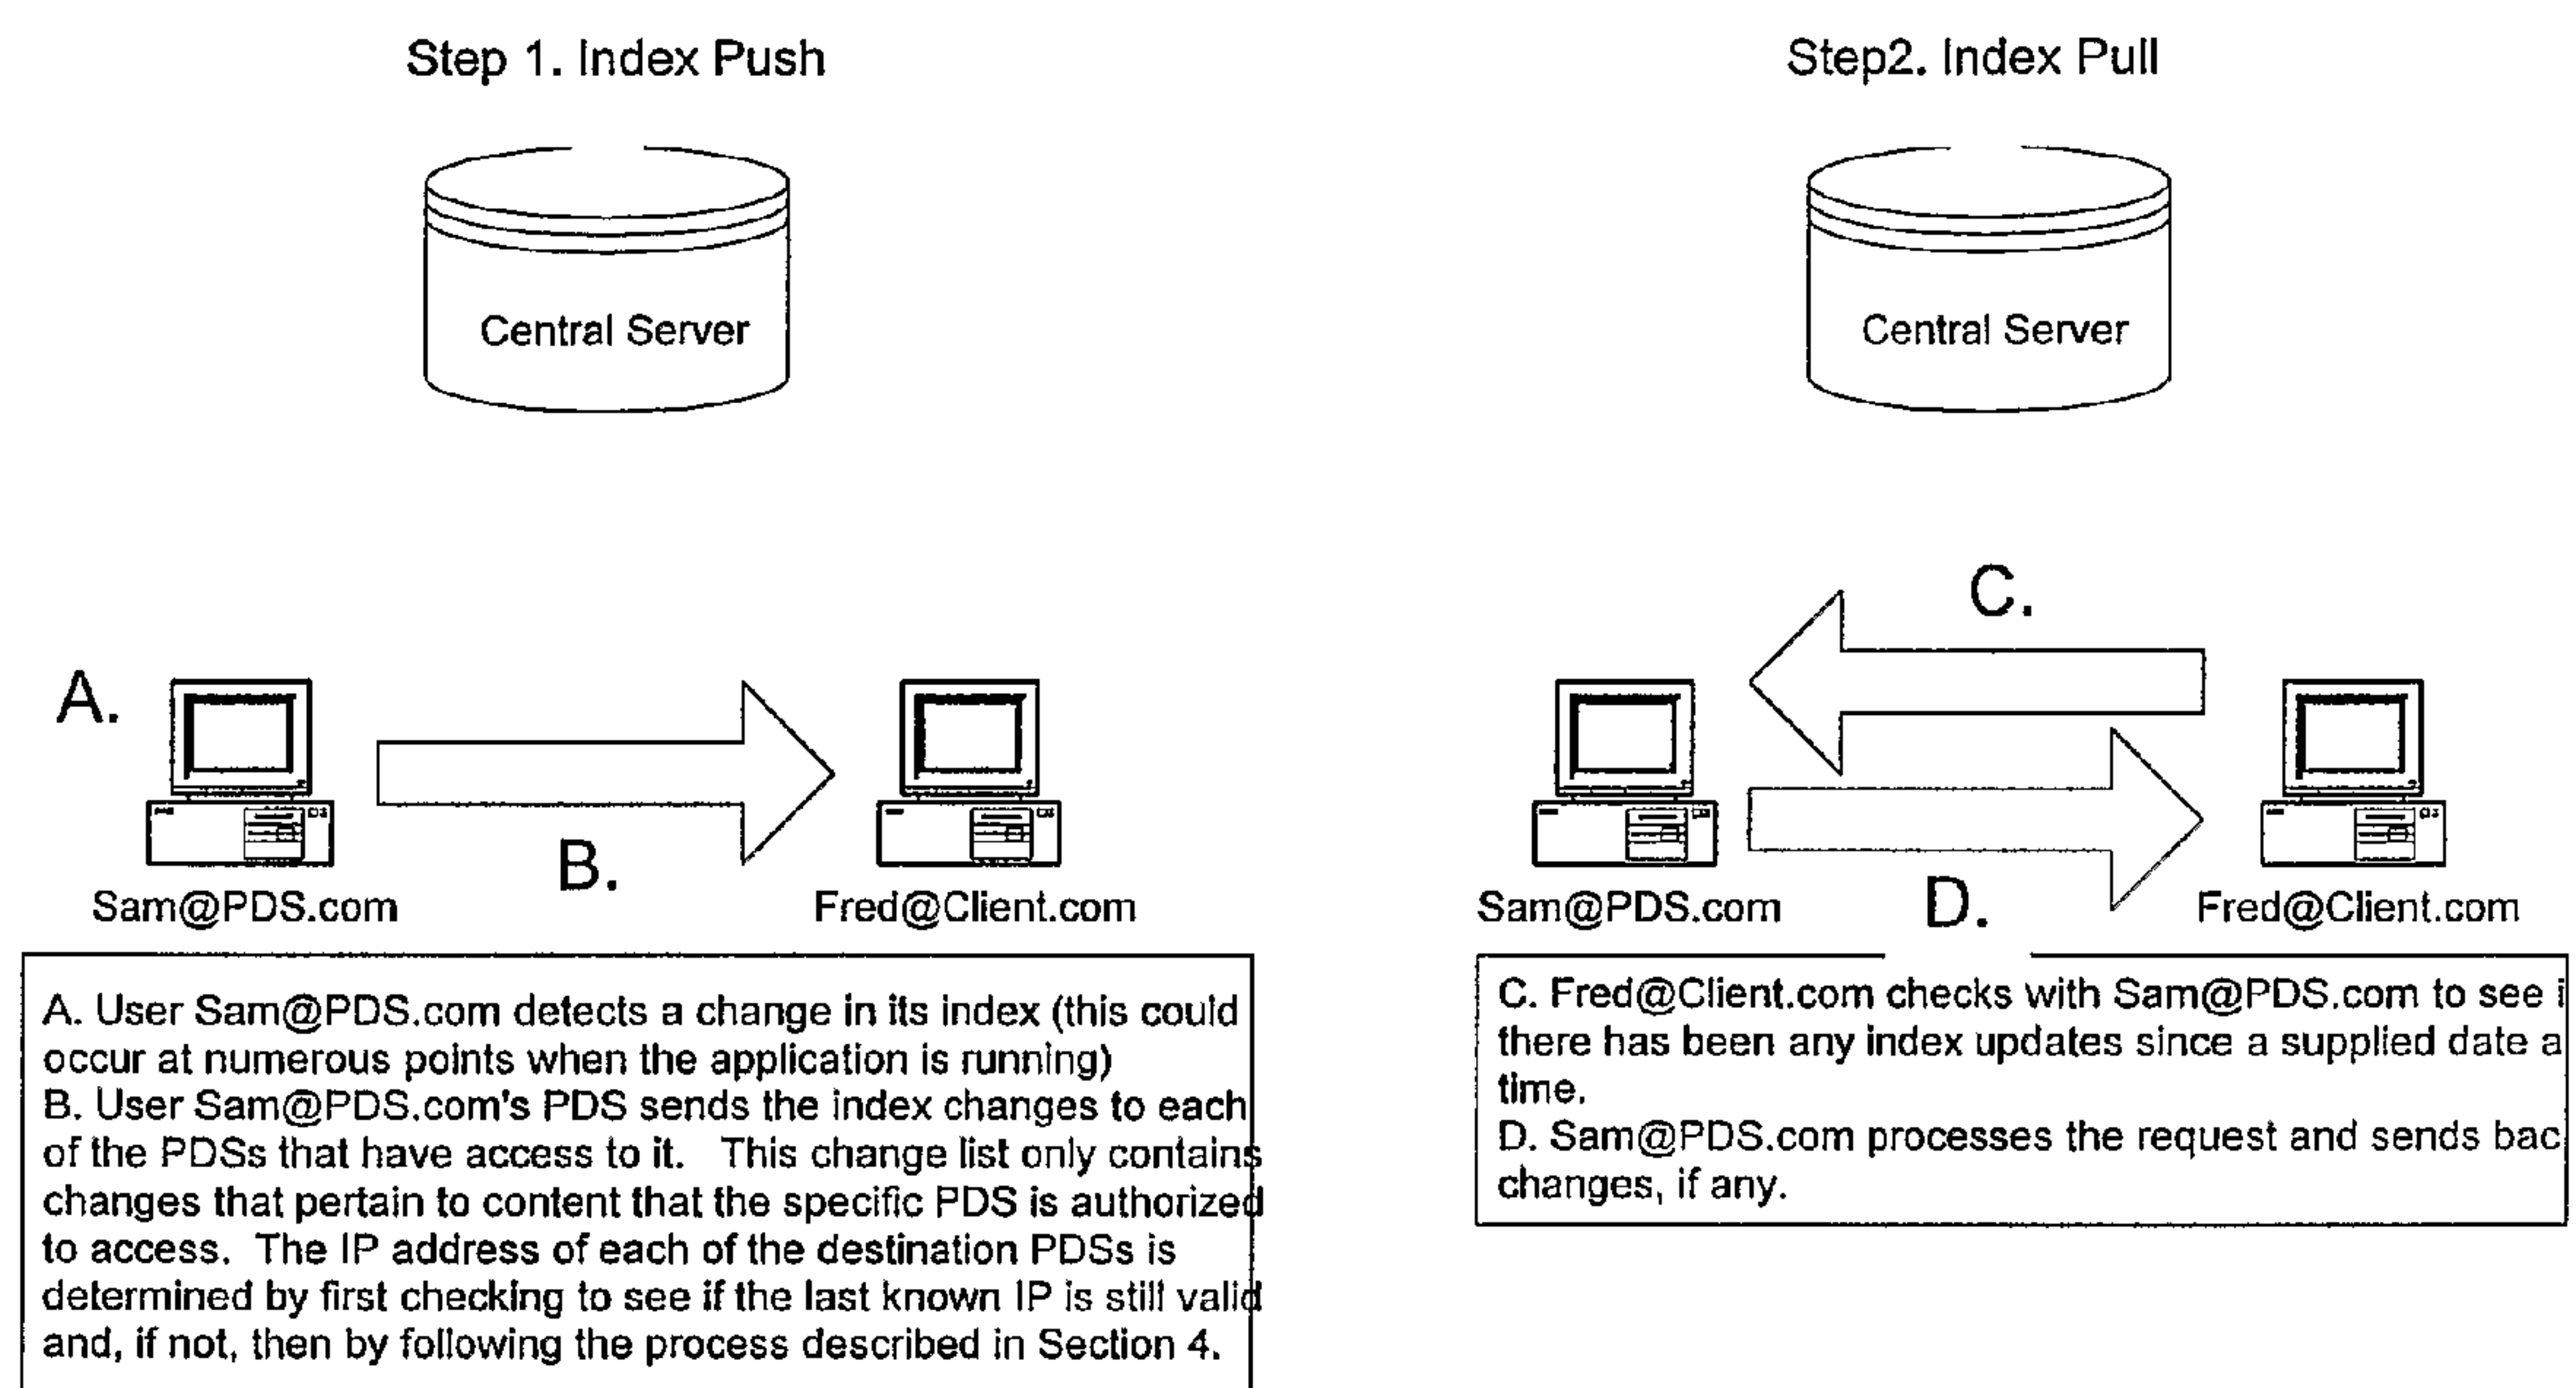 Step 1. Index Push
Central Server
A.
B.
Sam@PDS.com
Fred@Client.com
A. User Sam@PDS.com detects a change in its index (this could
occur at numerous points when the application is running)
B. User Sam@PDS.com's PDS sends the index changes to each
of the PDSs that have access to it. This change list only contains
changes that pertain to content that the specific PDS is authorized
to access. The IP address of each of the destination PDSs is
determined by first checking to see if the last known IP is still valid
and, if not, then by following the process described in Section 4.
Step2. Index Pull
Central Server
C.
D.
Sam@PDS.com
Fred@Client.com
C. Fred@Client.com checks with Sam@PDS.com to see
there has been any index updates since a supplied date
time.
D. Sam@PDS.com processes the request and sends
changes, if any.